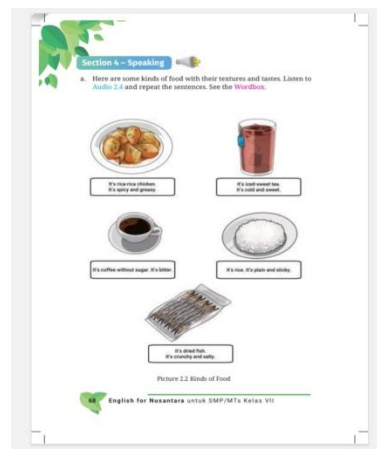 Section 4 – Speaking
a. Here are some kinds of food with their textures and tastes. Listen to
Audio 2.4 and repeat the sentences. See the Wordbox.
It's rica-rica chicken.
It's spicy and greasy.
It's iced sweet tea.
It's cold and sweet.
It's coffee without sugar. It's bitter.
It's rice. It's plain and sticky.
It's dried fish.
It's crunchy and salty.
Picture 2.2 Kinds of Food
68 English for Nusantara untuk SMP/MTs Kelas VII